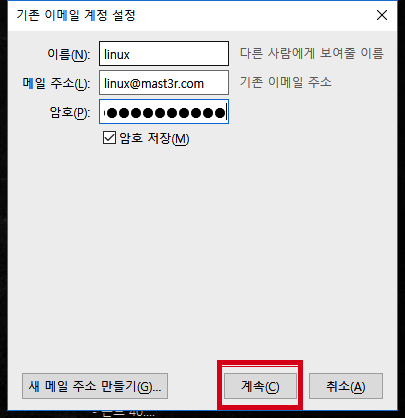 기존 이메일 계정 설정
이름(N): linux 다른 사람에게 보여줄 이름
메일 주소(L): linux@mast3r.com 기존 이메일 주소
암호(P): ●●●●●●●●●●●
암호 저장(M)
새 메일 주소 만들기(G)... 계속(C) 취소(A)